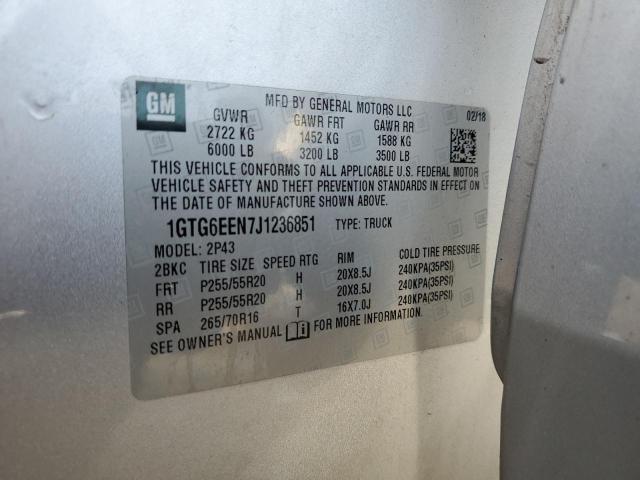 GM
MFD BY GENERAL MOTORS LLC
02/18
GVWR GAWR FRT GAWR RR
2722 KG 1452 KG 1588 KG
6000 LB 3200 LB 3500 LB
THIS VEHICLE CONFORMS TO ALL APPLICABLE U.S. FEDERAL MOTOR
VEHICLE SAFETY AND THEFT PREVENTION STANDARDS IN EFFECT ON
THE DATE OF MANUFACTURE SHOWN ABOVE.
1GTG6EEN7J1236851 TYPE: TRUCK
MODEL: 2P43
2BKC TIRE SIZE SPEED RTG RIM COLD TIRE PRESSURE
FRT P255/55R20 H 20X8.5J 240KPA(35PSI)
RR P255/55R20 H 20X8.5J 240KPA(35PSI)
SPA 265/70R16 T 16X7.0J 240KPA(35PSI)
SEE OWNER'S MANUAL FOR MORE INFORMATION.